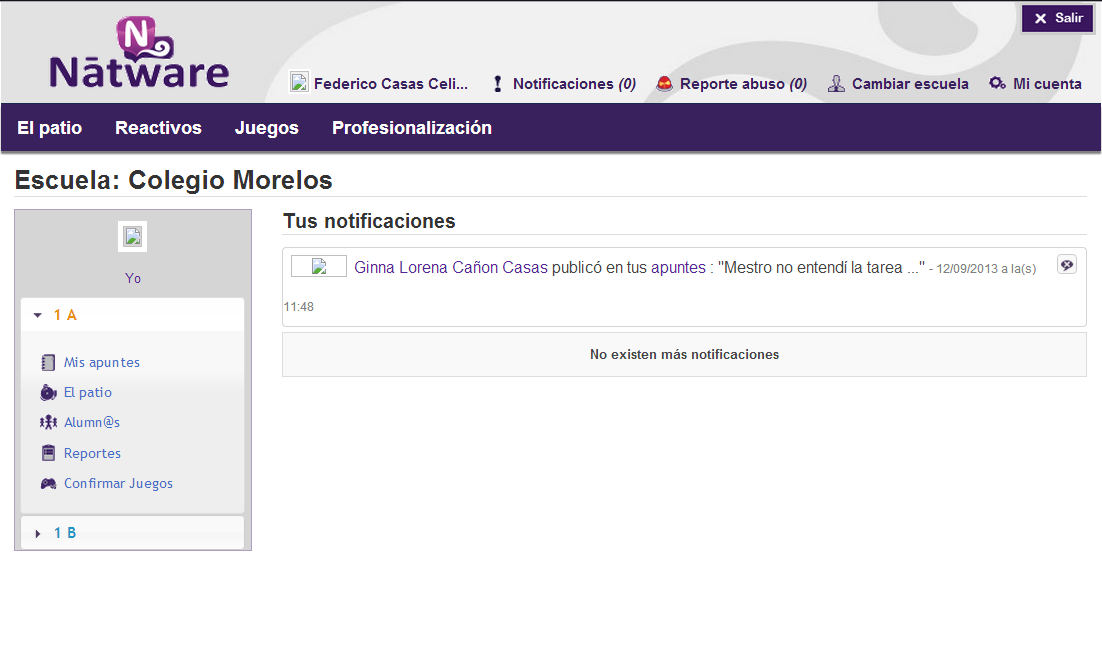 Salir
N
Nātware
Federico Casas Celi... Notificaciones (0) Reporte abuso (0) Cambiar escuela Mi cuenta
El patio Reactivos Juegos Profesionalización
Escuela: Colegio Morelos
Yo
1 A
Mis apuntes
El patio
Alumn@s
Reportes
Confirmar Juegos
1 B
Tus notificaciones
Ginna Lorena Cañon Casas publicó en tus apuntes : "Mestro no entendí la tarea ..." - 12/09/2013 a la(s)
11:48
No existen más notificaciones